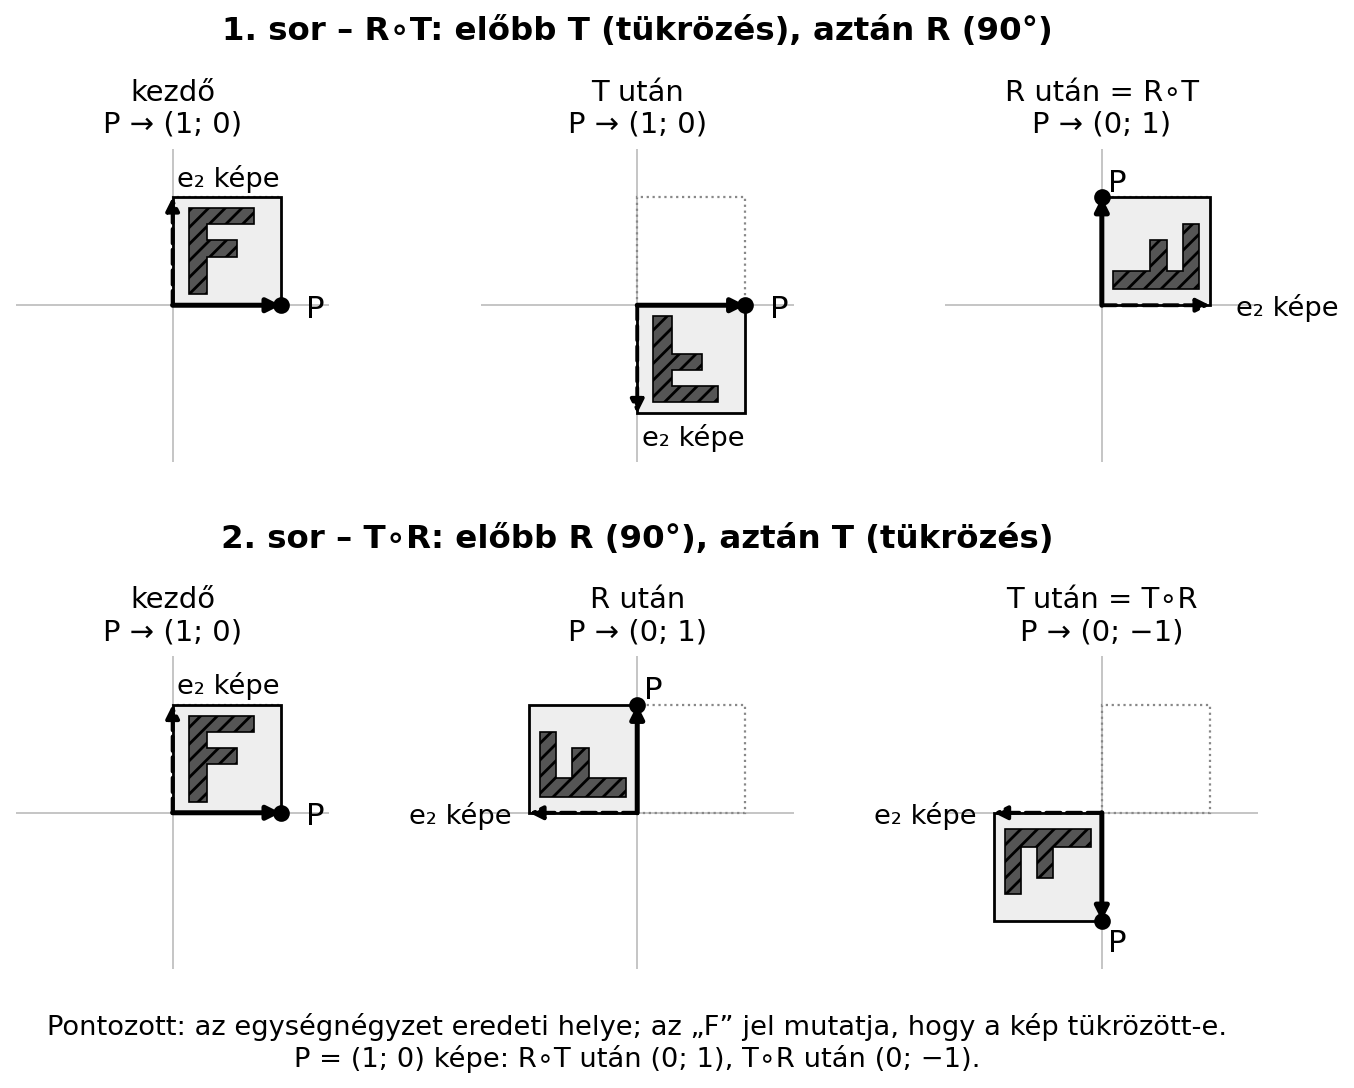 1. sor – R∘T: előbb T (tükrözés), aztán R (90°)
kezdő
P → (1; 0)
T után
P → (1; 0)
R után = R∘T
P → (0; 1)
e₂ képe
F
P
F
P
e₂ képe
P
F
e₂ képe
2. sor – T∘R: előbb R (90°), aztán T (tükrözés)
kezdő
P → (1; 0)
R után
P → (0; 1)
T után = T∘R
P → (0; −1)
e₂ képe
F
P
P
F
e₂ képe
e₂ képe
F
P
Pontozott: az egységnégyzet eredeti helye; az „F” jel mutatja, hogy a kép tükrözött-e.
P = (1; 0) képe: R∘T után (0; 1), T∘R után (0; −1).